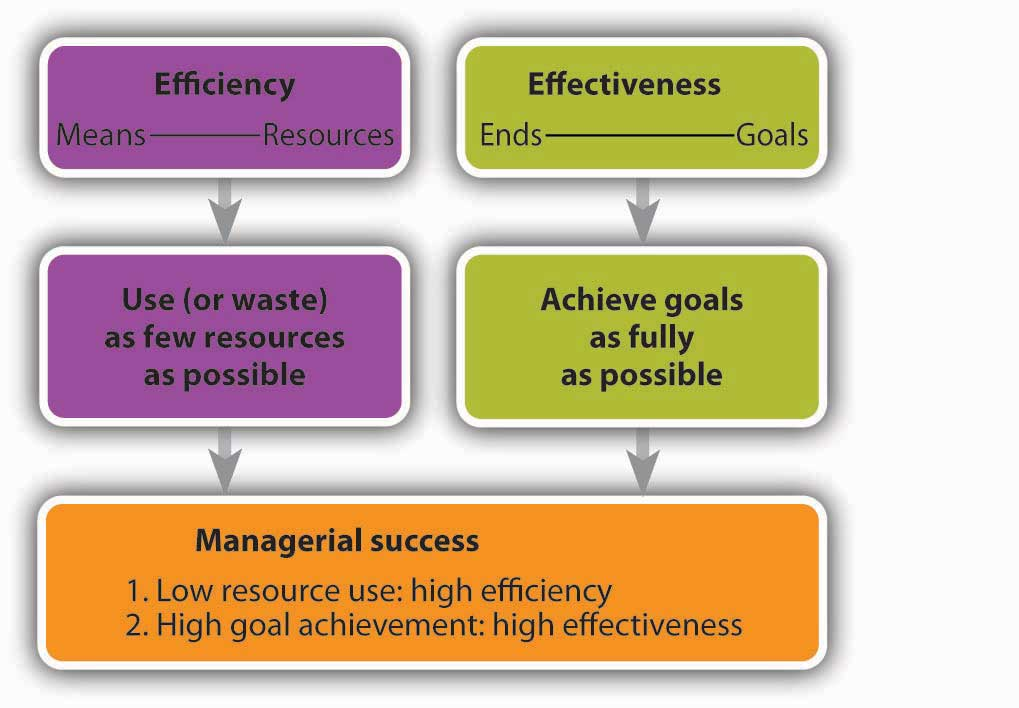 Efficiency
Means Resources
Use (or waste)
as few resources
as possible
Effectiveness
Ends Goals
Achieve goals
as fully
as possible
Managerial success
1. Low resource use: high efficiency
2. High goal achievement: high effectiveness